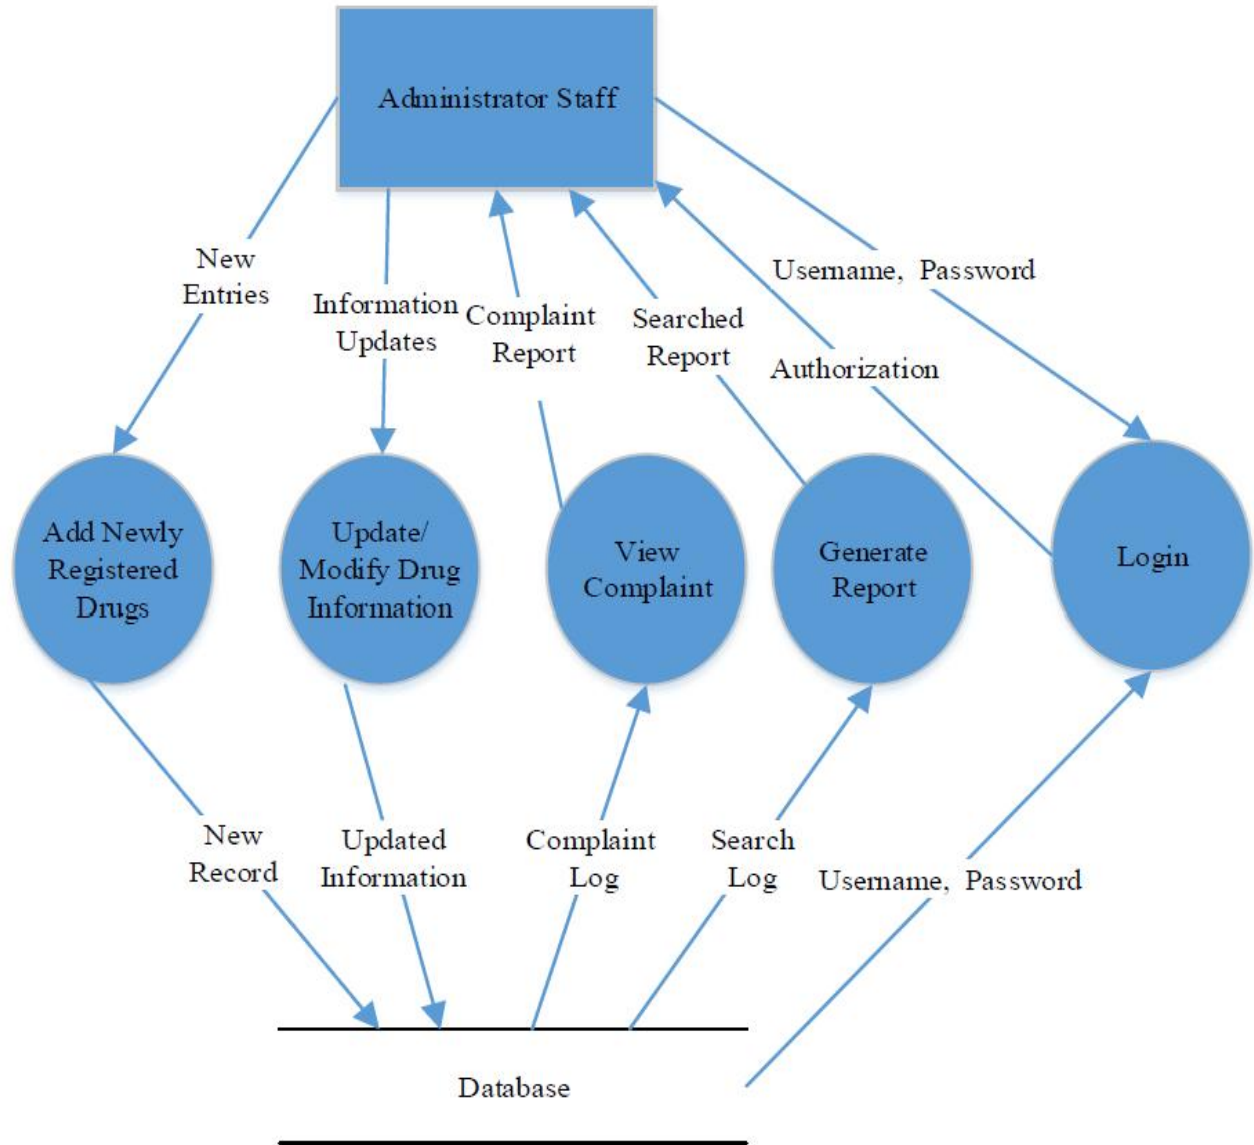 Administrator Staff
New
Entries
Information
Updates
Complaint
Report
Searched
Report
Username, Password
Authorization
Add Newly
Registered
Drugs
Update/
Modify Drug
Information
View
Complaint
Generate
Report
Login
New
Record
Updated
Information
Complaint
Log
Search
Log
Username, Password
Database